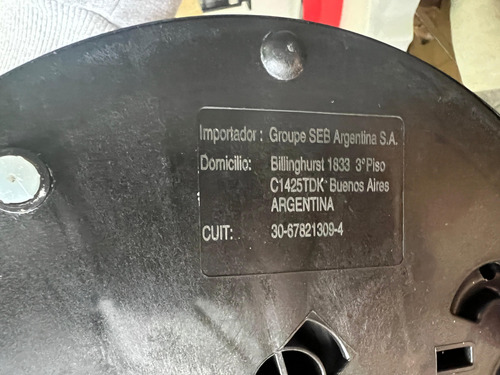 Importador: Groupe SEB Argentina S.A.
Domicilio: Billinghurst 1833 3°Piso
C1425TDK-Buenos Aires
ARGENTINA
CUIT: 30-67821309-4